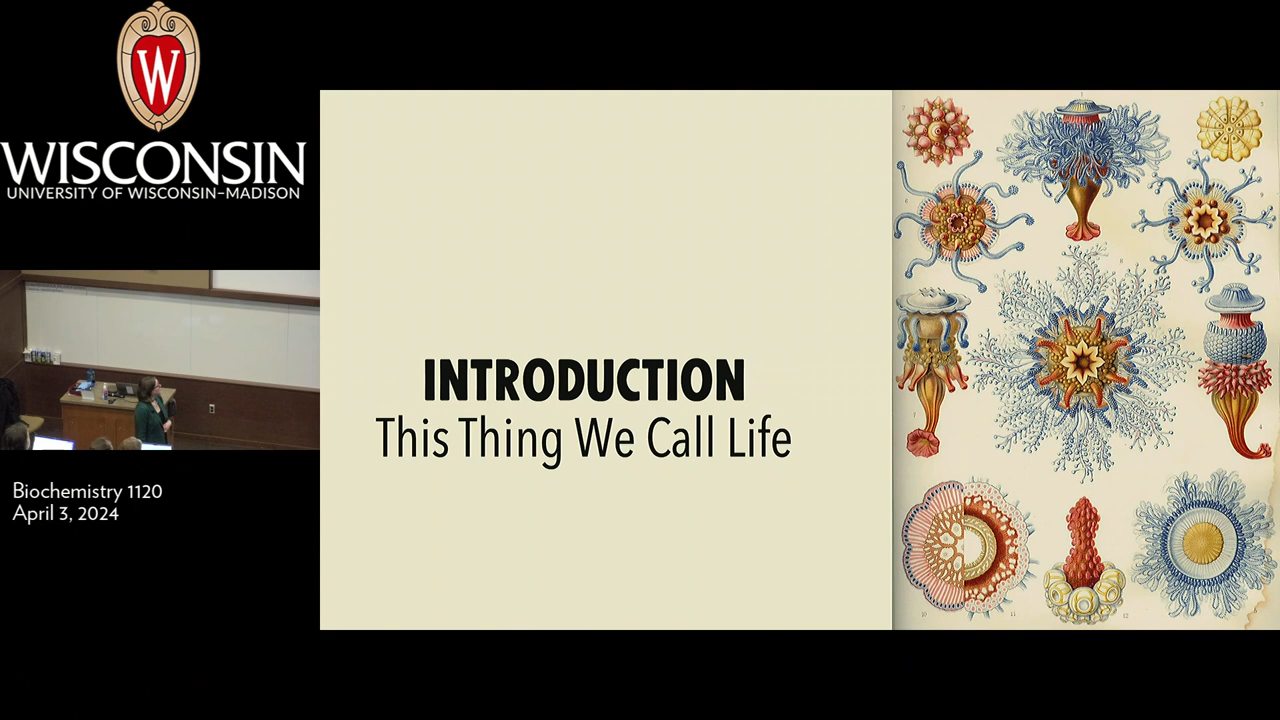 W
WISCONSIN
UNIVERSITY OF WISCONSIN–MADISON
Biochemistry 1120
April 3, 2024
INTRODUCTION
This Thing We Call Life